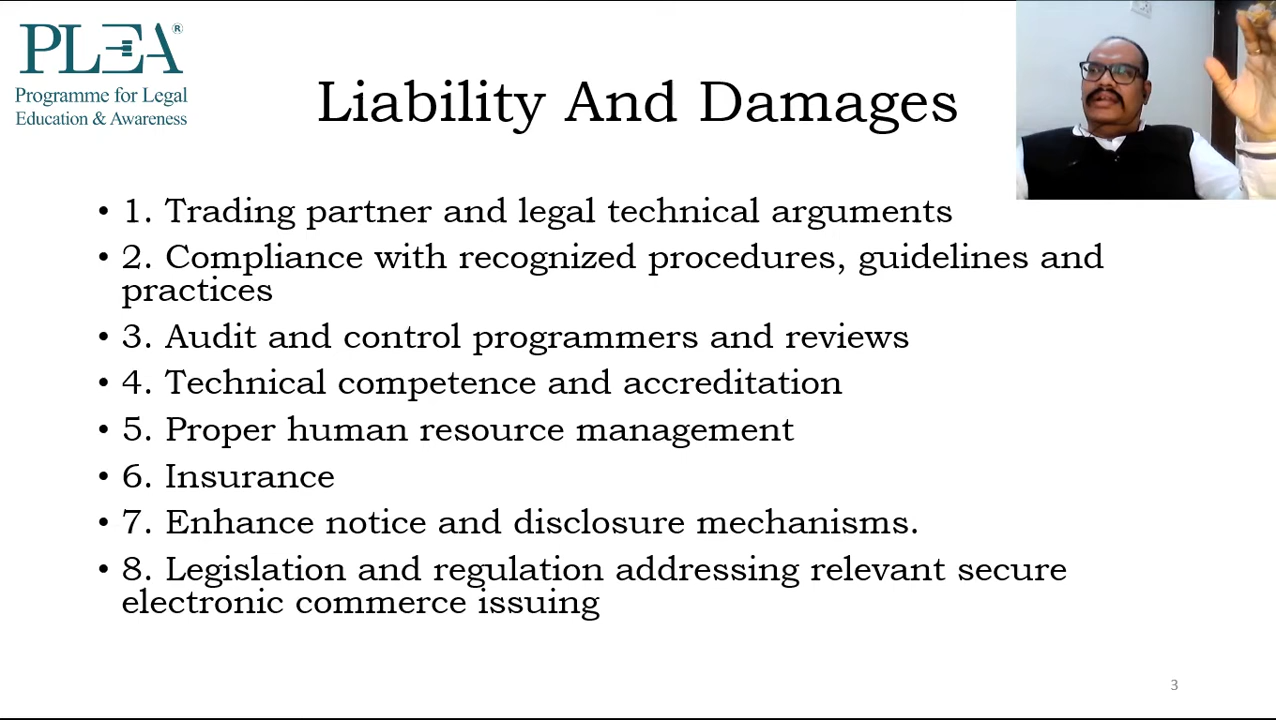 PLEA®
Programme for Legal
Education & Awareness
Liability And Damages
• 1. Trading partner and legal technical arguments
• 2. Compliance with recognized procedures, guidelines and
practices
• 3. Audit and control programmers and reviews
• 4. Technical competence and accreditation
• 5. Proper human resource management
• 6. Insurance
• 7. Enhance notice and disclosure mechanisms.
• 8. Legislation and regulation addressing relevant secure
electronic commerce issuing
3